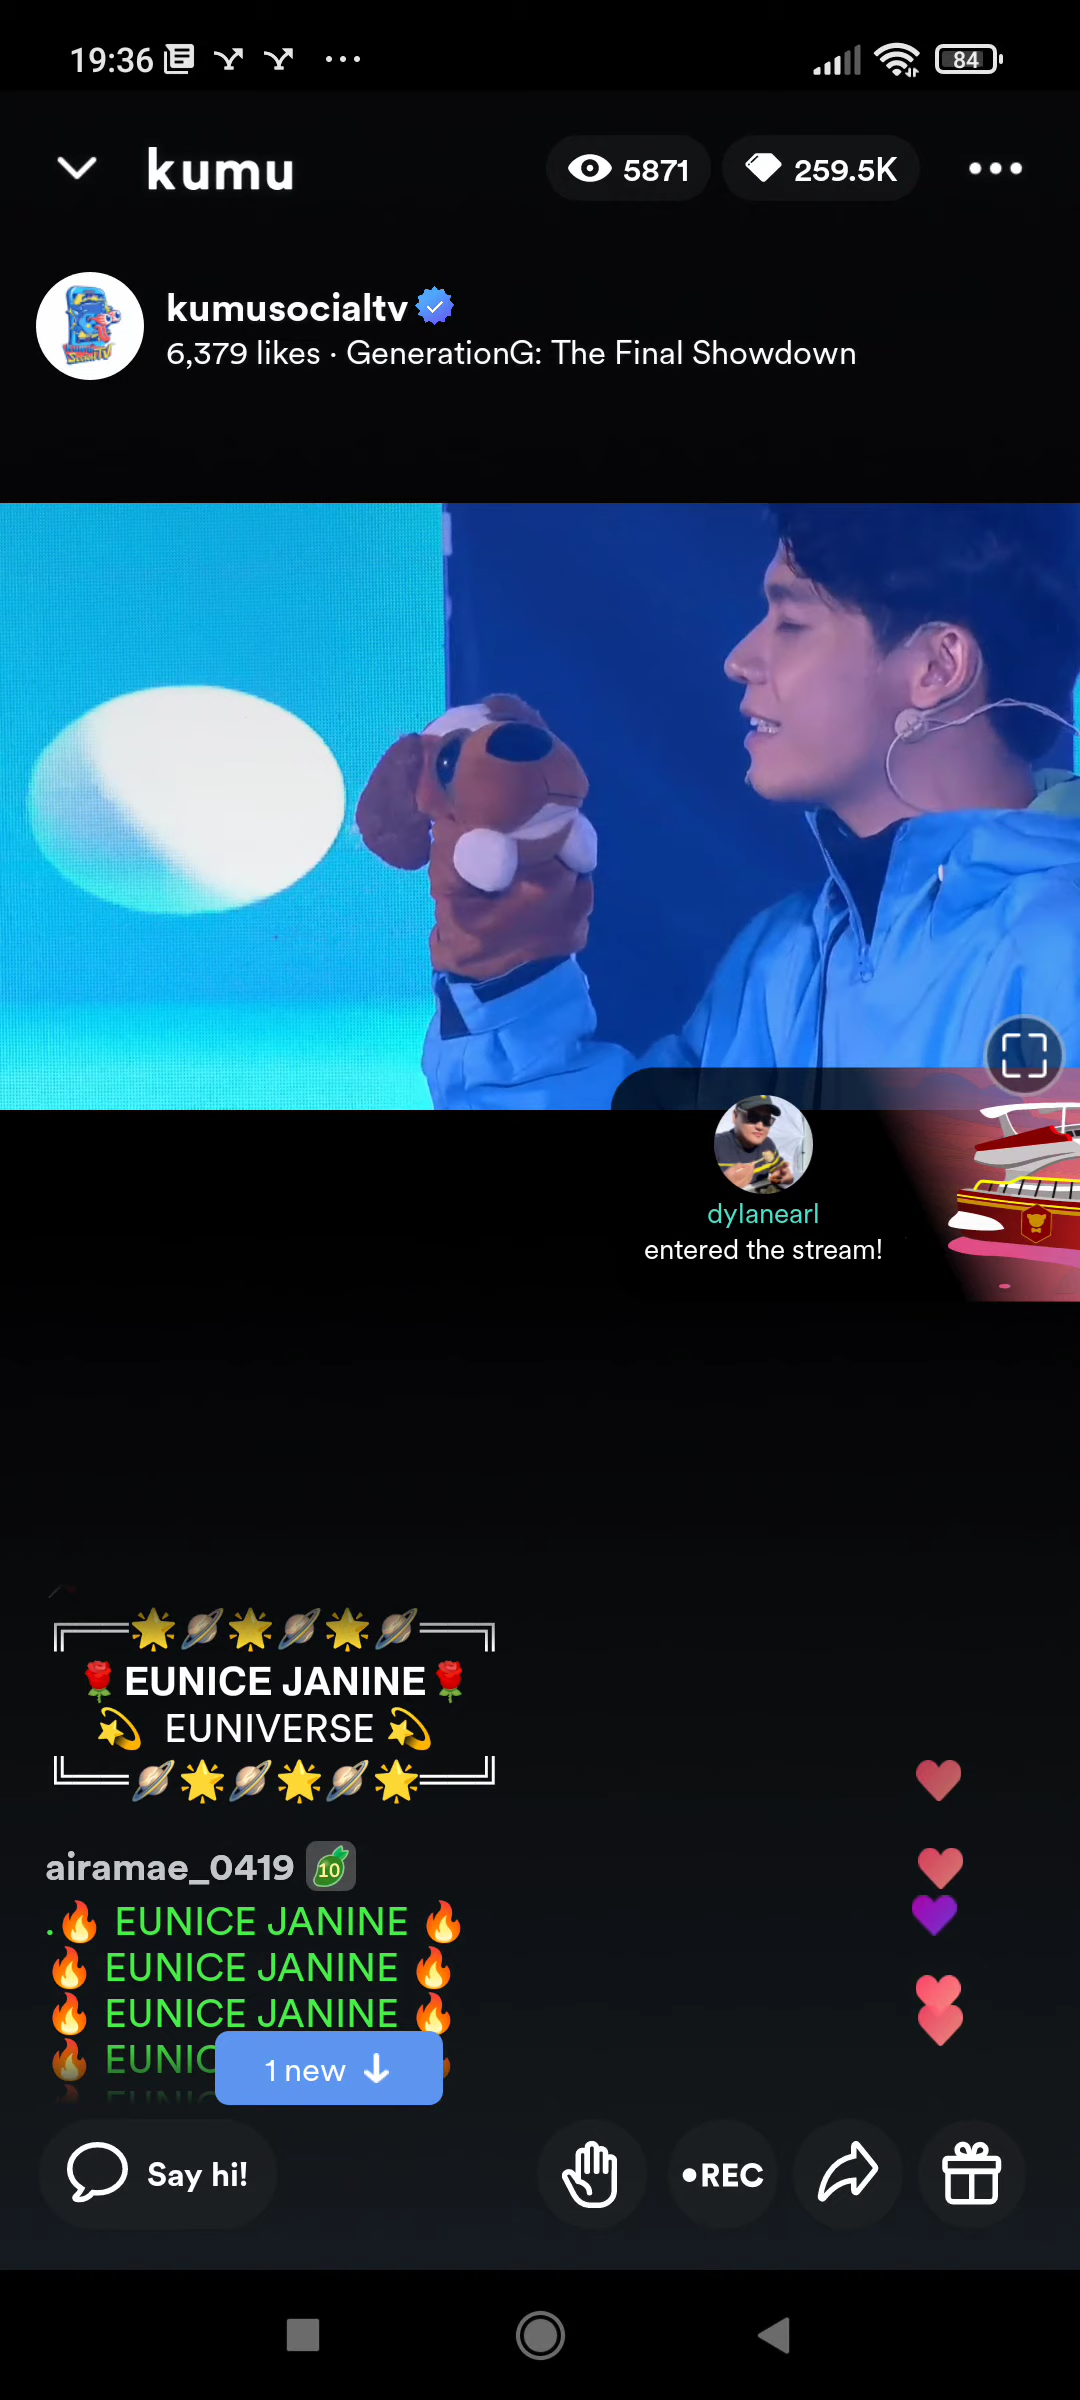 19:36
84
kumu
5871
259.5K
kumusocialtv
6,379 likes · GenerationG: The Final Showdown
dylanearl
entered the stream!
╔══🌟🪐🌟🪐🌟🪐══╗
🌹EUNICE JANINE🌹
💫 EUNIVERSE 💫
╚══🪐🌟🪐🌟🪐🌟══╝
airamae_0419 10
.🔥 EUNICE JANINE 🔥
🔥 EUNICE JANINE 🔥
🔥 EUNICE JANINE 🔥
1 new
Say hi!
•REC